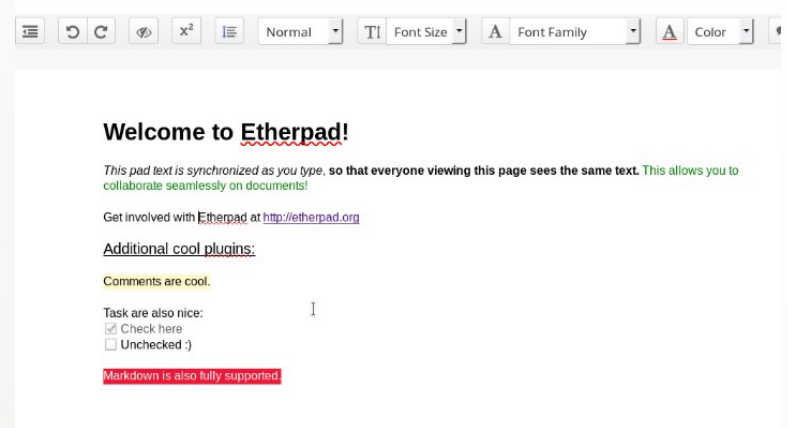 x² Normal TI Font Size A Font Family A Color
Welcome to Etherpad!
This pad text is synchronized as you type, so that everyone viewing this page sees the same text. This allows you to
collaborate seamlessly on documents!
Get involved with Etherpad at http://etherpad.org
Additional cool plugins:
Comments are cool.
Task are also nice:
Check here
Unchecked :)
Markdown is also fully supported.